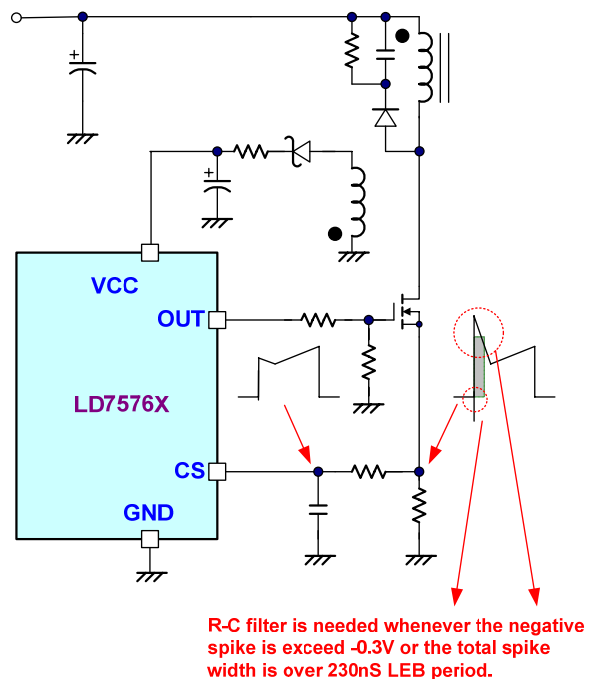 +
+
VCC
OUT
LD7576X
CS
GND
R-C filter is needed whenever the negative
spike is exceed -0.3V or the total spike
width is over 230nS LEB period.